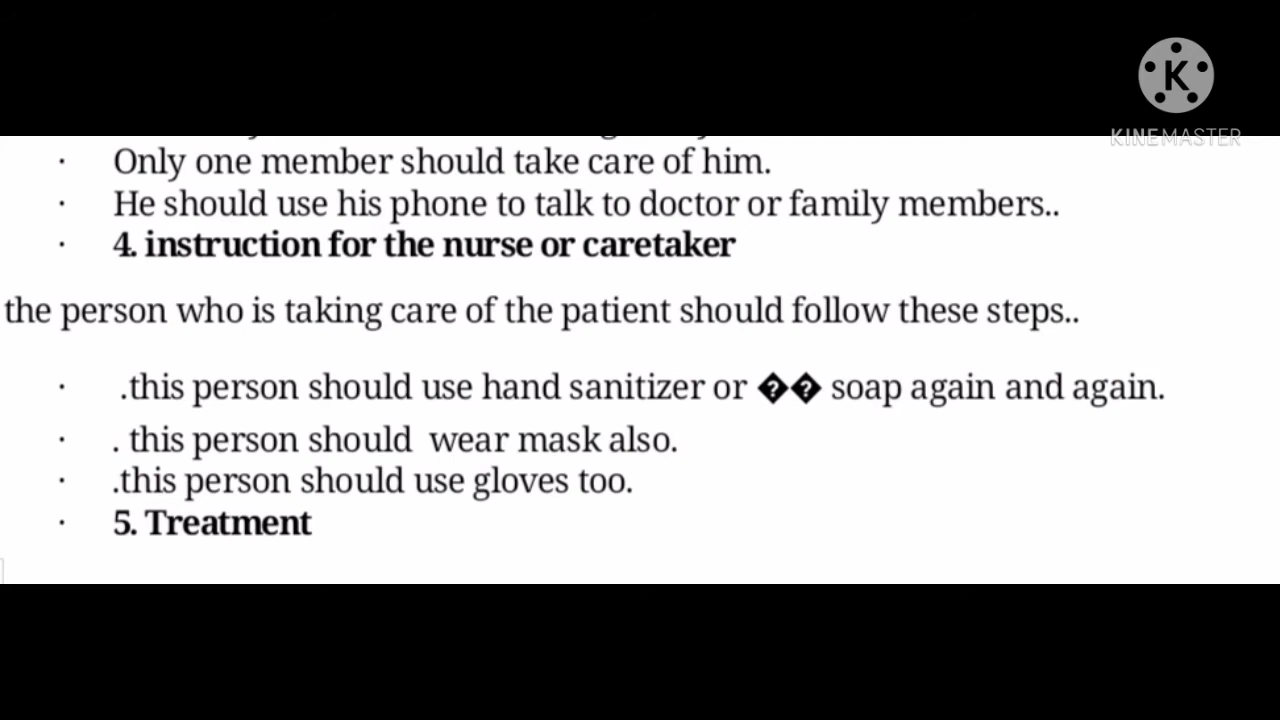 K
KINEMASTER
· Only one member should take care of him.
· He should use his phone to talk to doctor or family members..
· 4. instruction for the nurse or caretaker
the person who is taking care of the patient should follow these steps..
· .this person should use hand sanitizer or �� soap again and again.
· . this person should  wear mask also.
· .this person should use gloves too.
· 5. Treatment